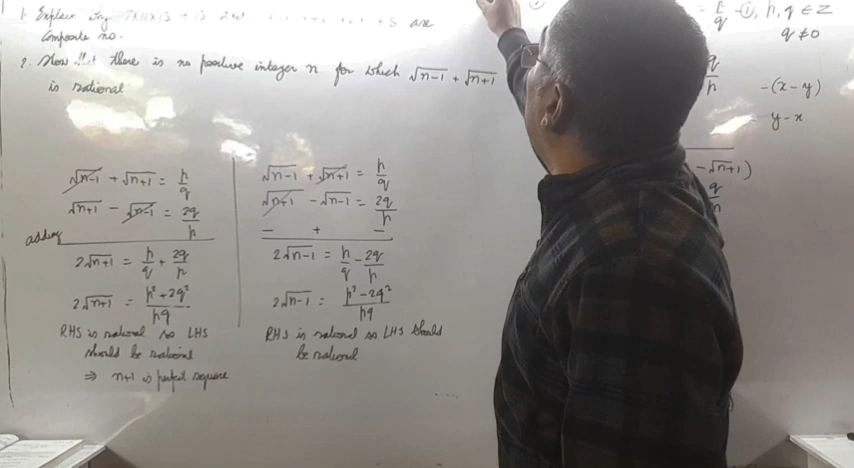 1. Explain why 7×11×13 + 13 are
composite no.
2. Show that there is no positive integer n for which √n-1 + √n+1
is rational
= p/q - ①, p, q ∈ Z
q ≠ 0
q/p
-(x-y)
y-x
- √n+1)
√n-1 + √n+1 = p/q
√n+1 - √n-1 = 2q/p
adding
2√n+1 = p/q + 2q/p
2√n+1 = p²+2q²/pq
RHS is rational so LHS
should be rational
⇒ n+1 is perfect square
√n-1 + √n+1 = p/q
√n+1 - √n-1 = 2q/p
- + -
2√n-1 = p/q - 2q/p
2√n-1 = p²-2q²/pq
RHS is rational so LHS should
be rational